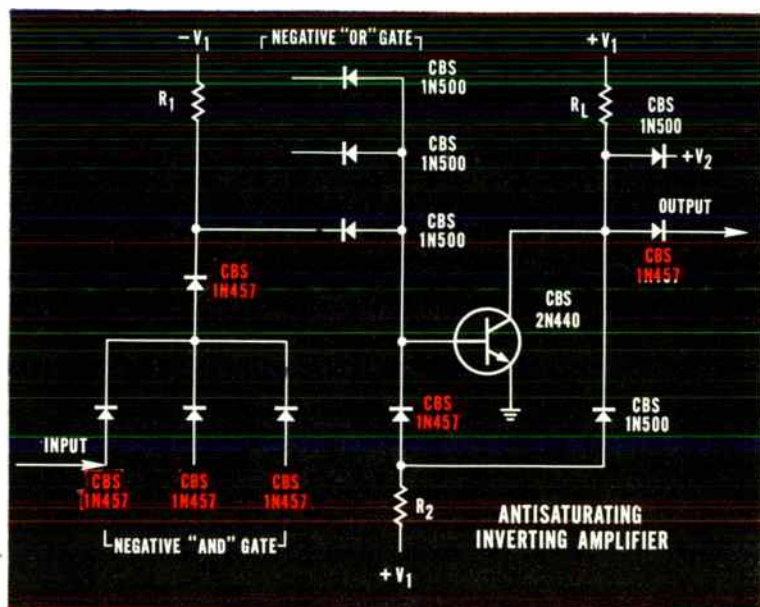 −V1
NEGATIVE "OR" GATE
+V1
R1
CBS
1N500
RL
CBS
1N500
CBS
1N500
+V2
CBS
1N500
OUTPUT
CBS
1N457
CBS
1N457
CBS
2N440
INPUT
CBS
1N457
CBS
1N457
CBS
1N457
CBS
1N457
CBS
1N500
NEGATIVE "AND" GATE
R2
+V1
ANTISATURATING
INVERTING AMPLIFIER